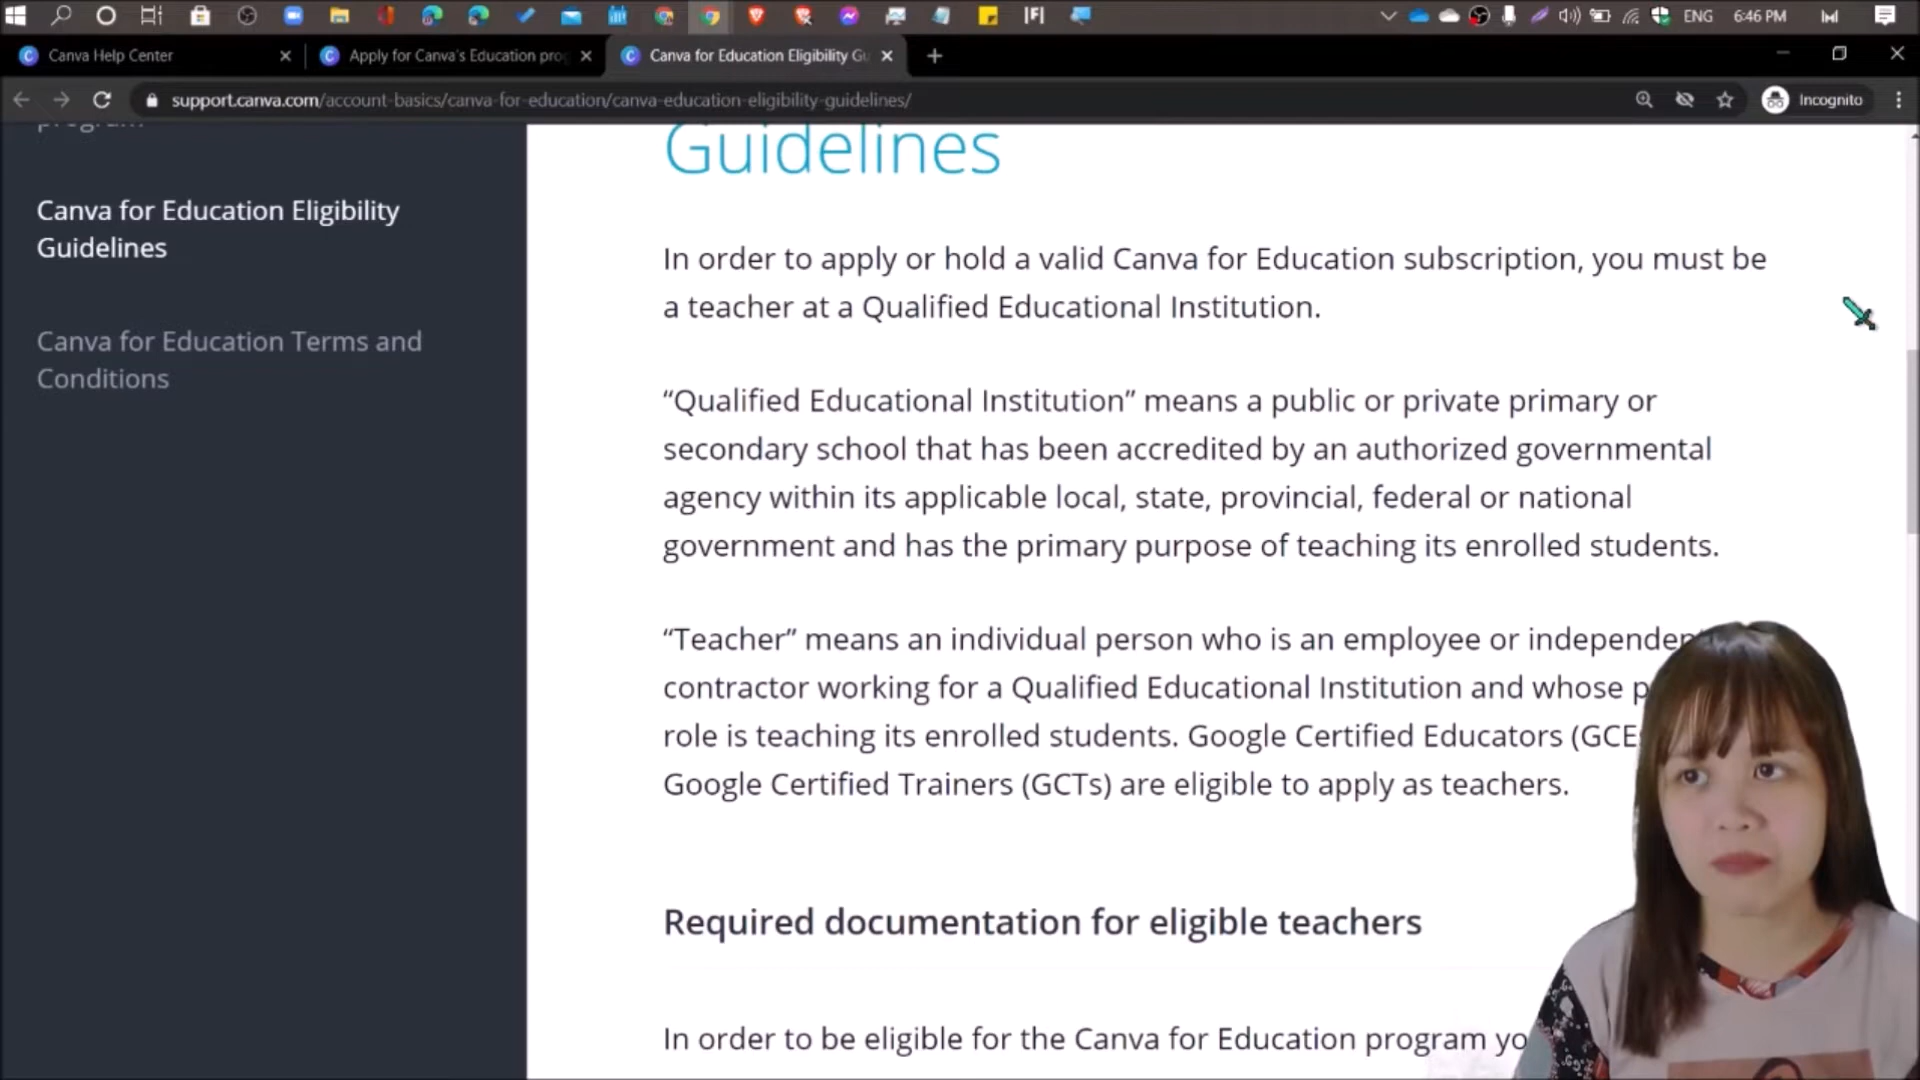 ENG 6:46 PM
Canva Help Center
Apply for Canva's Education pro
Canva for Education Eligibility Gu
support.canva.com/account-basics/canva-for-education/canva-education-eligibility-guidelines/
Incognito
program
Canva for Education Eligibility
Guidelines
Canva for Education Terms and
Conditions
Guidelines
In order to apply or hold a valid Canva for Education subscription, you must be
a teacher at a Qualified Educational Institution.
“Qualified Educational Institution” means a public or private primary or
secondary school that has been accredited by an authorized governmental
agency within its applicable local, state, provincial, federal or national
government and has the primary purpose of teaching its enrolled students.
“Teacher” means an individual person who is an employee or independen
contractor working for a Qualified Educational Institution and whose p
role is teaching its enrolled students. Google Certified Educators (GCE
Google Certified Trainers (GCTs) are eligible to apply as teachers.
Required documentation for eligible teachers
In order to be eligible for the Canva for Education program yo